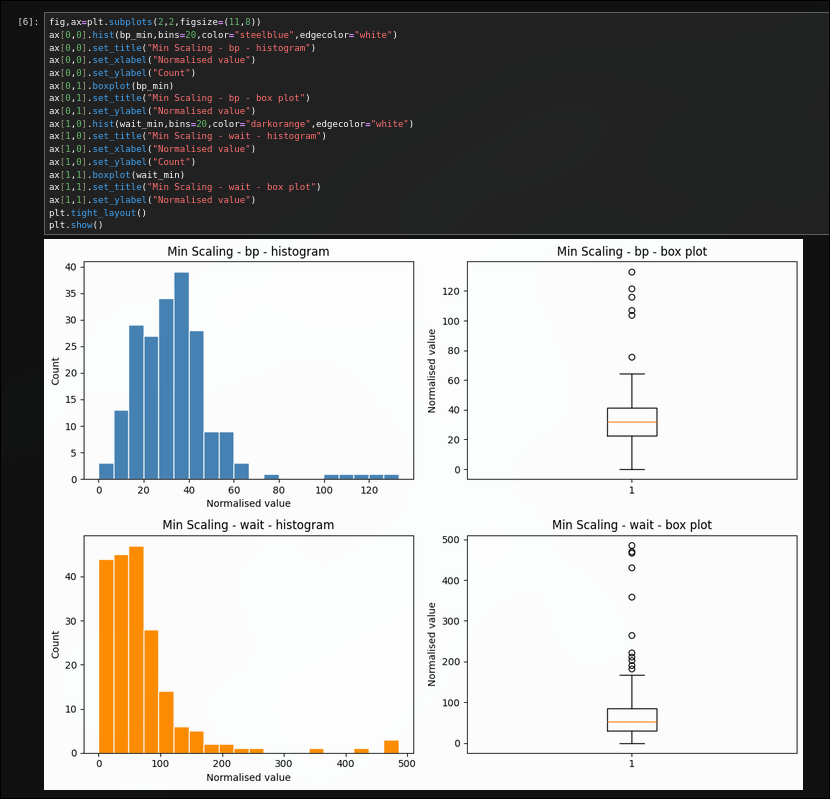 [6]: fig,ax=plt.subplots(2,2,figsize=(11,8))
ax[0,0].hist(bp_min,bins=20,color="steelblue",edgecolor="white")
ax[0,0].set_title("Min Scaling - bp - histogram")
ax[0,0].set_xlabel("Normalised value")
ax[0,0].set_ylabel("Count")
ax[0,1].boxplot(bp_min)
ax[0,1].set_title("Min Scaling - bp - box plot")
ax[0,1].set_ylabel("Normalised value")
ax[1,0].hist(wait_min,bins=20,color="darkorange",edgecolor="white")
ax[1,0].set_title("Min Scaling - wait - histogram")
ax[1,0].set_xlabel("Normalised value")
ax[1,0].set_ylabel("Count")
ax[1,1].boxplot(wait_min)
ax[1,1].set_title("Min Scaling - wait - box plot")
ax[1,1].set_ylabel("Normalised value")
plt.tight_layout()
plt.show()
Min Scaling - bp - histogram
40
35
30
25
20
15
10
5
0
Count
0 20 40 60 80 100 120
Normalised value
Min Scaling - bp - box plot
120
100
80
60
40
20
0
Normalised value
1
Min Scaling - wait - histogram
40
30
20
10
0
Count
0 100 200 300 400 500
Normalised value
Min Scaling - wait - box plot
500
400
300
200
100
0
Normalised value
1